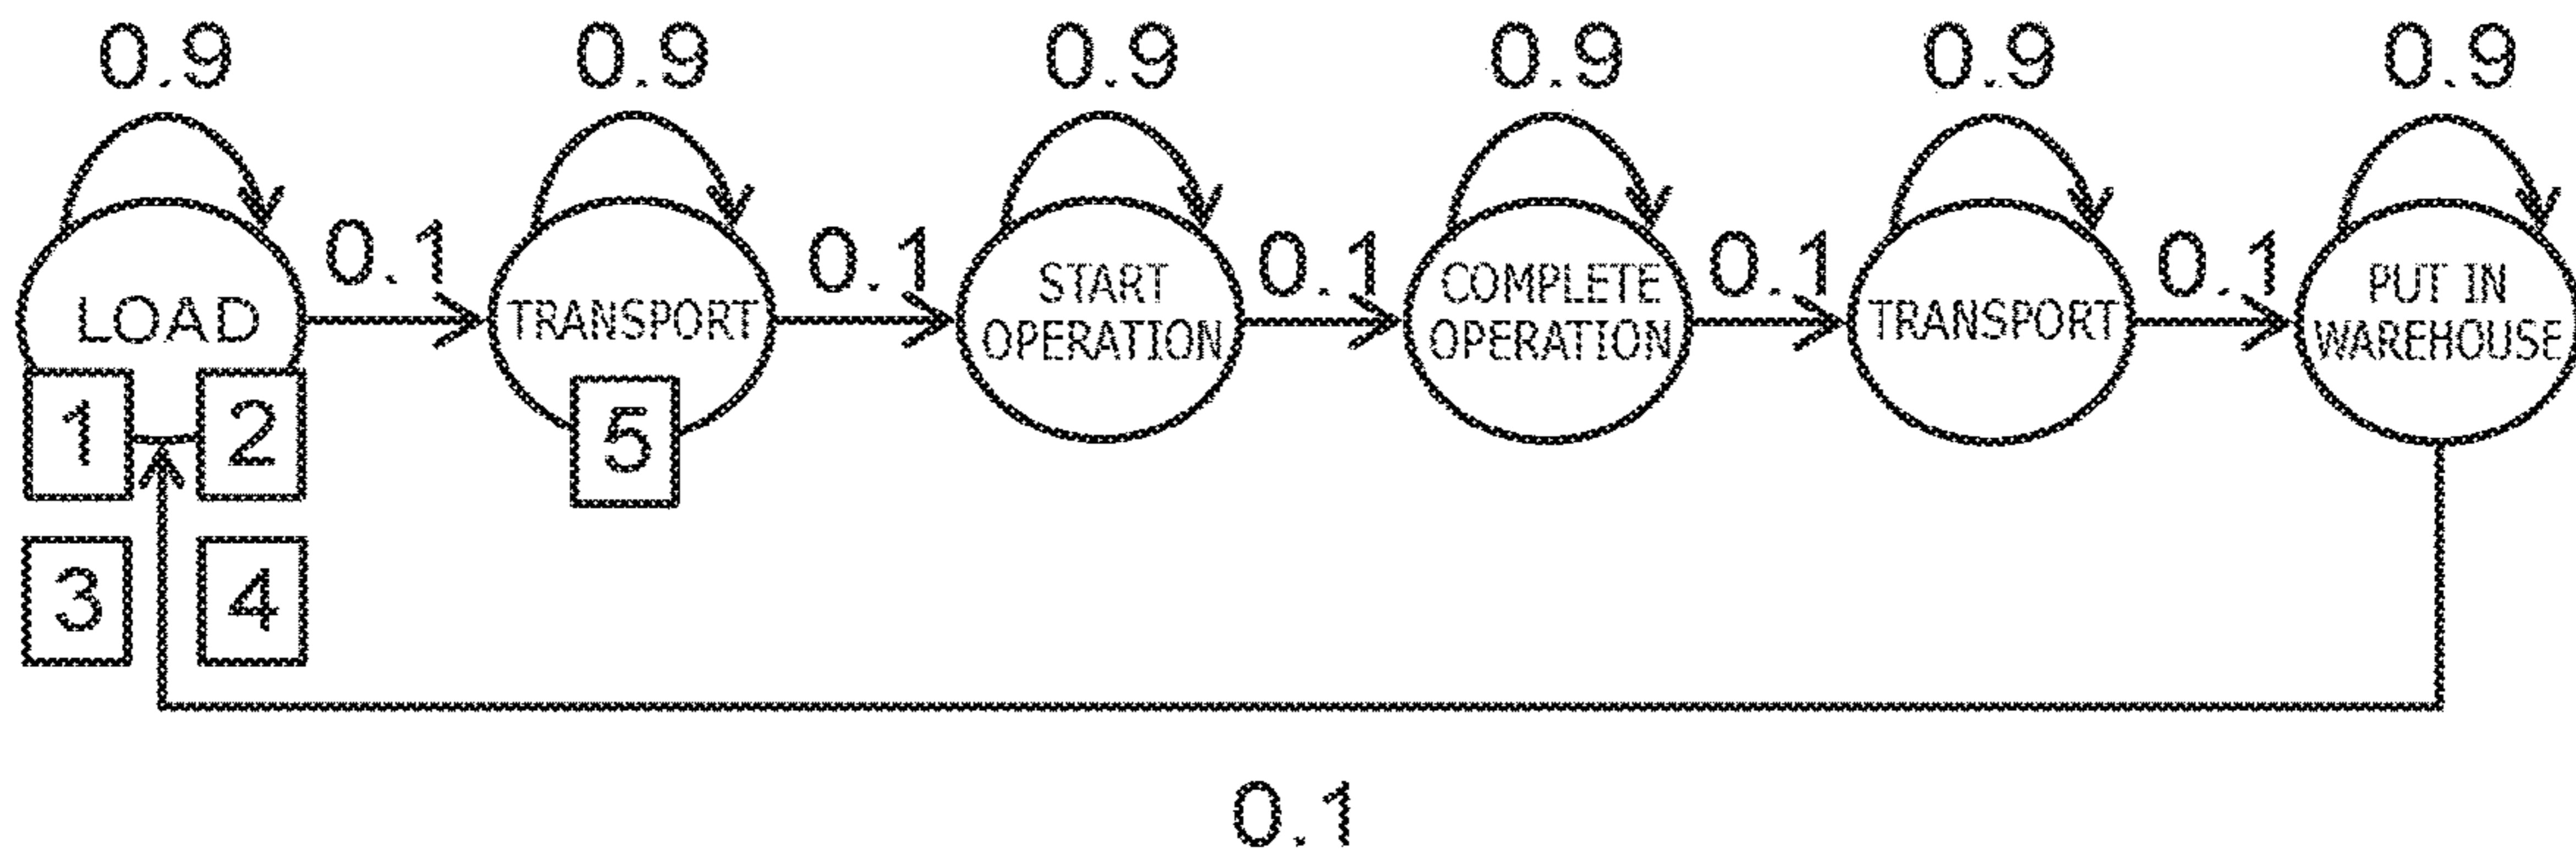 0.9 0.9 0.9 0.9 0.9 0.9
0.1 0.1 0.1 0.1 0.1
LOAD
TRANSPORT
START
OPERATION
COMPLETE
OPERATION
TRANSPORT
PUT IN
WAREHOUSE
1 2 5
3 4
0.1